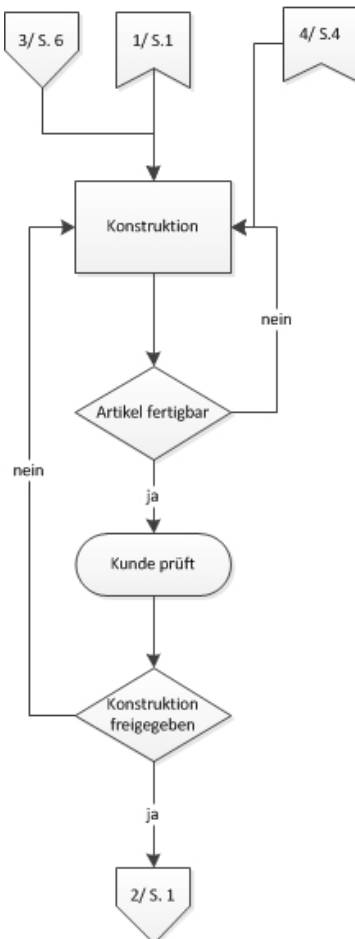 3/ S. 6
1/ S.1
4/ S.4
Konstruktion
nein
Artikel fertigbar
nein
ja
Kunde prüft
Konstruktion
freigegeben
ja
2/ S. 1